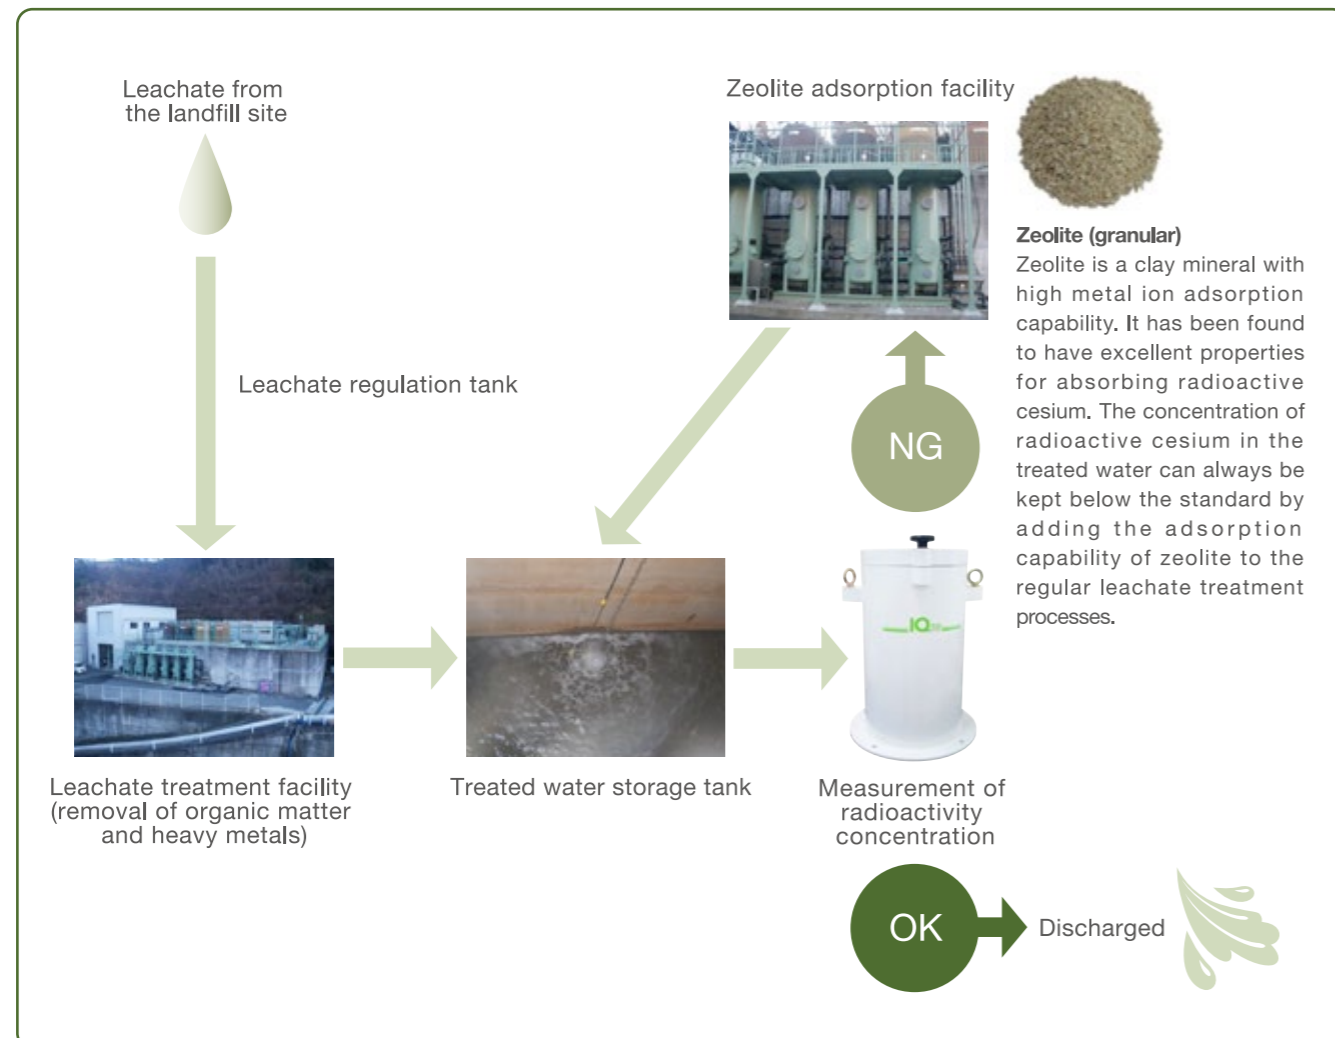 Leachate from
the landfill site
Leachate regulation tank
Leachate treatment facility
(removal of organic matter
and heavy metals)
Treated water storage tank
Measurement of
radioactivity
concentration
IQ
NG
Zeolite adsorption facility
Zeolite (granular)
Zeolite is a clay mineral with
high metal ion adsorption
capability. It has been found
to have excellent properties
for absorbing radioactive
cesium. The concentration of
radioactive cesium in the
treated water can always be
kept below the standard by
adding the adsorption
capability of zeolite to the
regular leachate treatment
processes.
OK
Discharged